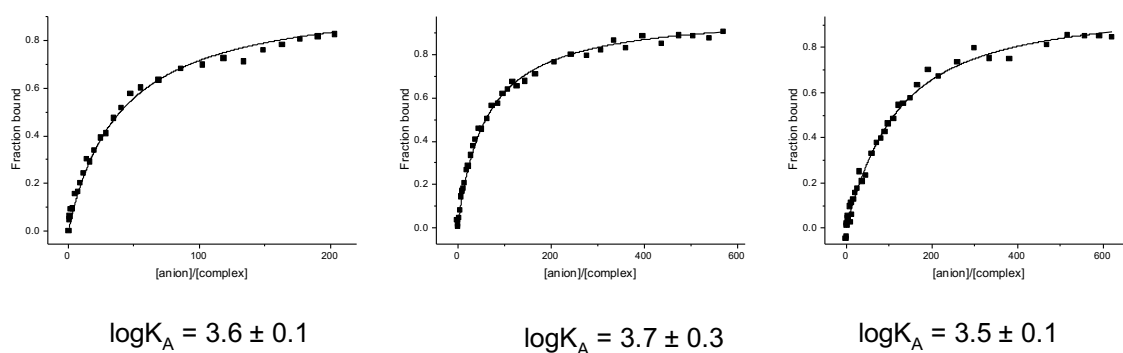 Fraction bound
0.8
0.6
0.4
0.2
0.0
0
100
200
[anion]/[complex]
logK_A = 3.6 ± 0.1
Fraction bound
0.8
0.6
0.4
0.2
0.0
0
200
400
600
[anion]/[complex]
logK_A = 3.7 ± 0.3
Fraction bound
0.8
0.6
0.4
0.2
0.0
0
200
400
600
[anion]/[complex]
logK_A = 3.5 ± 0.1